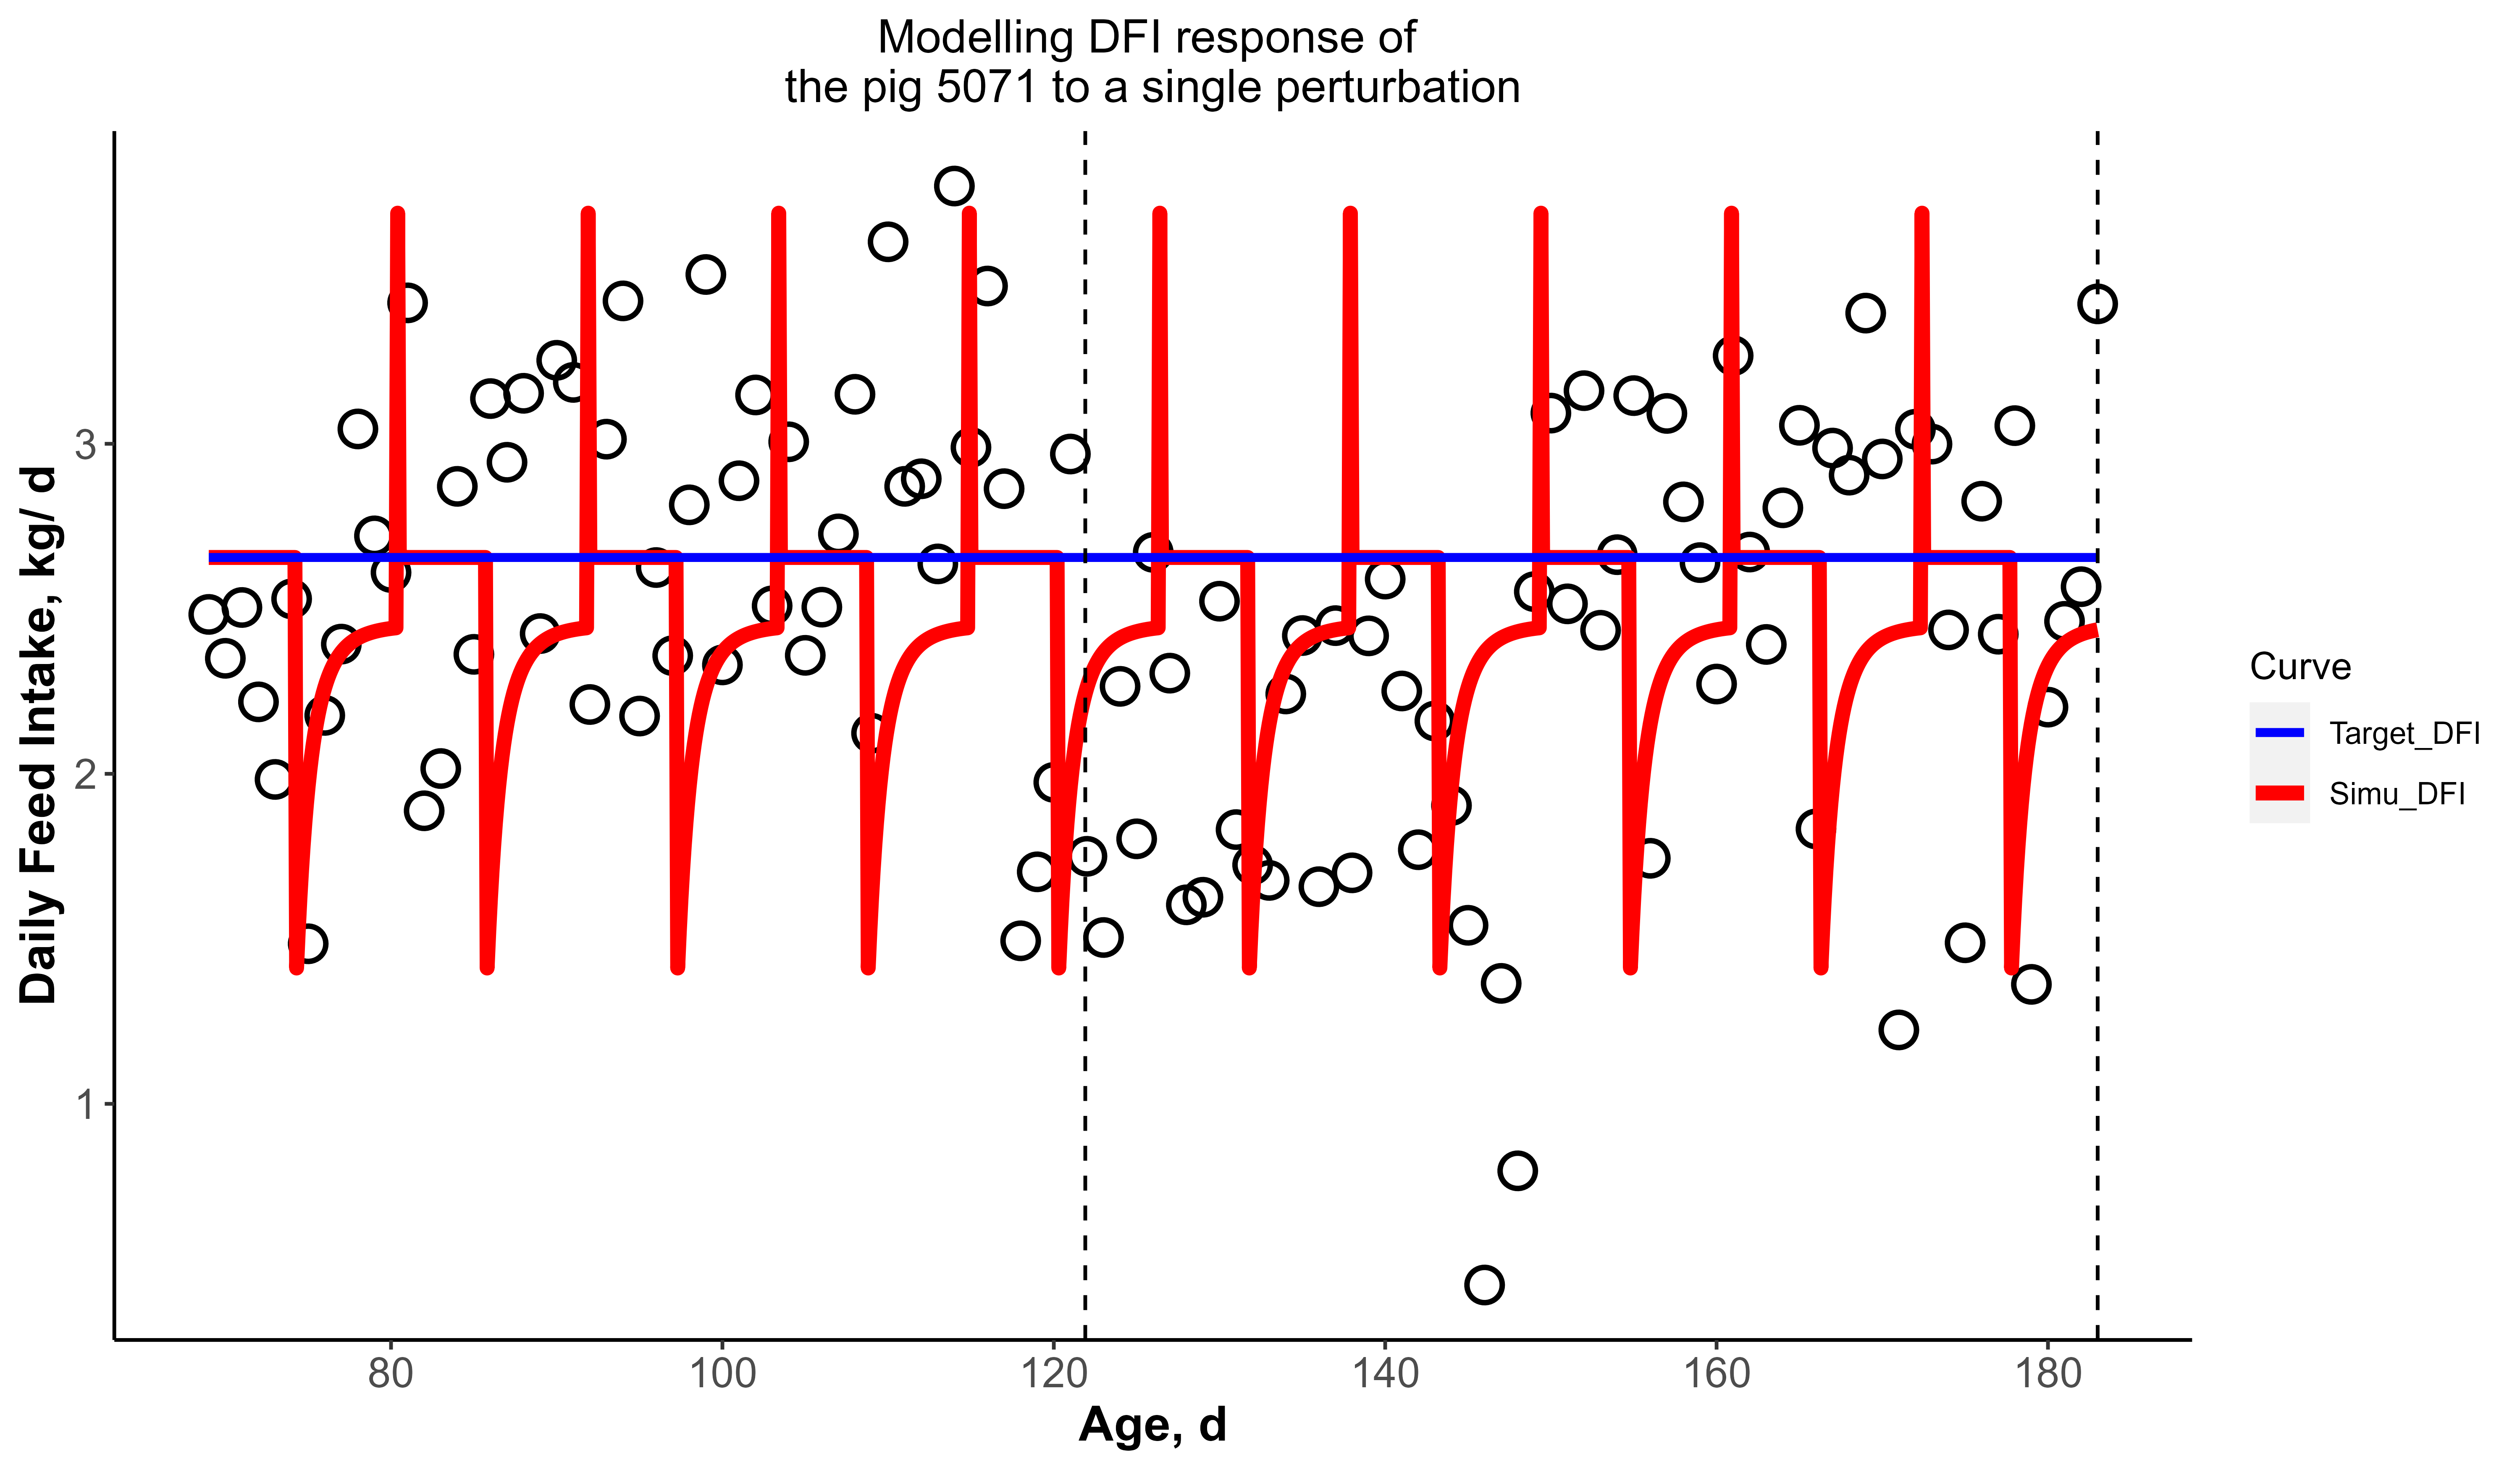 Modelling DFI response of
the pig 5071 to a single perturbation
Daily Feed Intake, kg/ d
3
2
1
80
100
120
140
160
180
Age, d
Curve
Target_DFI
Simu_DFI